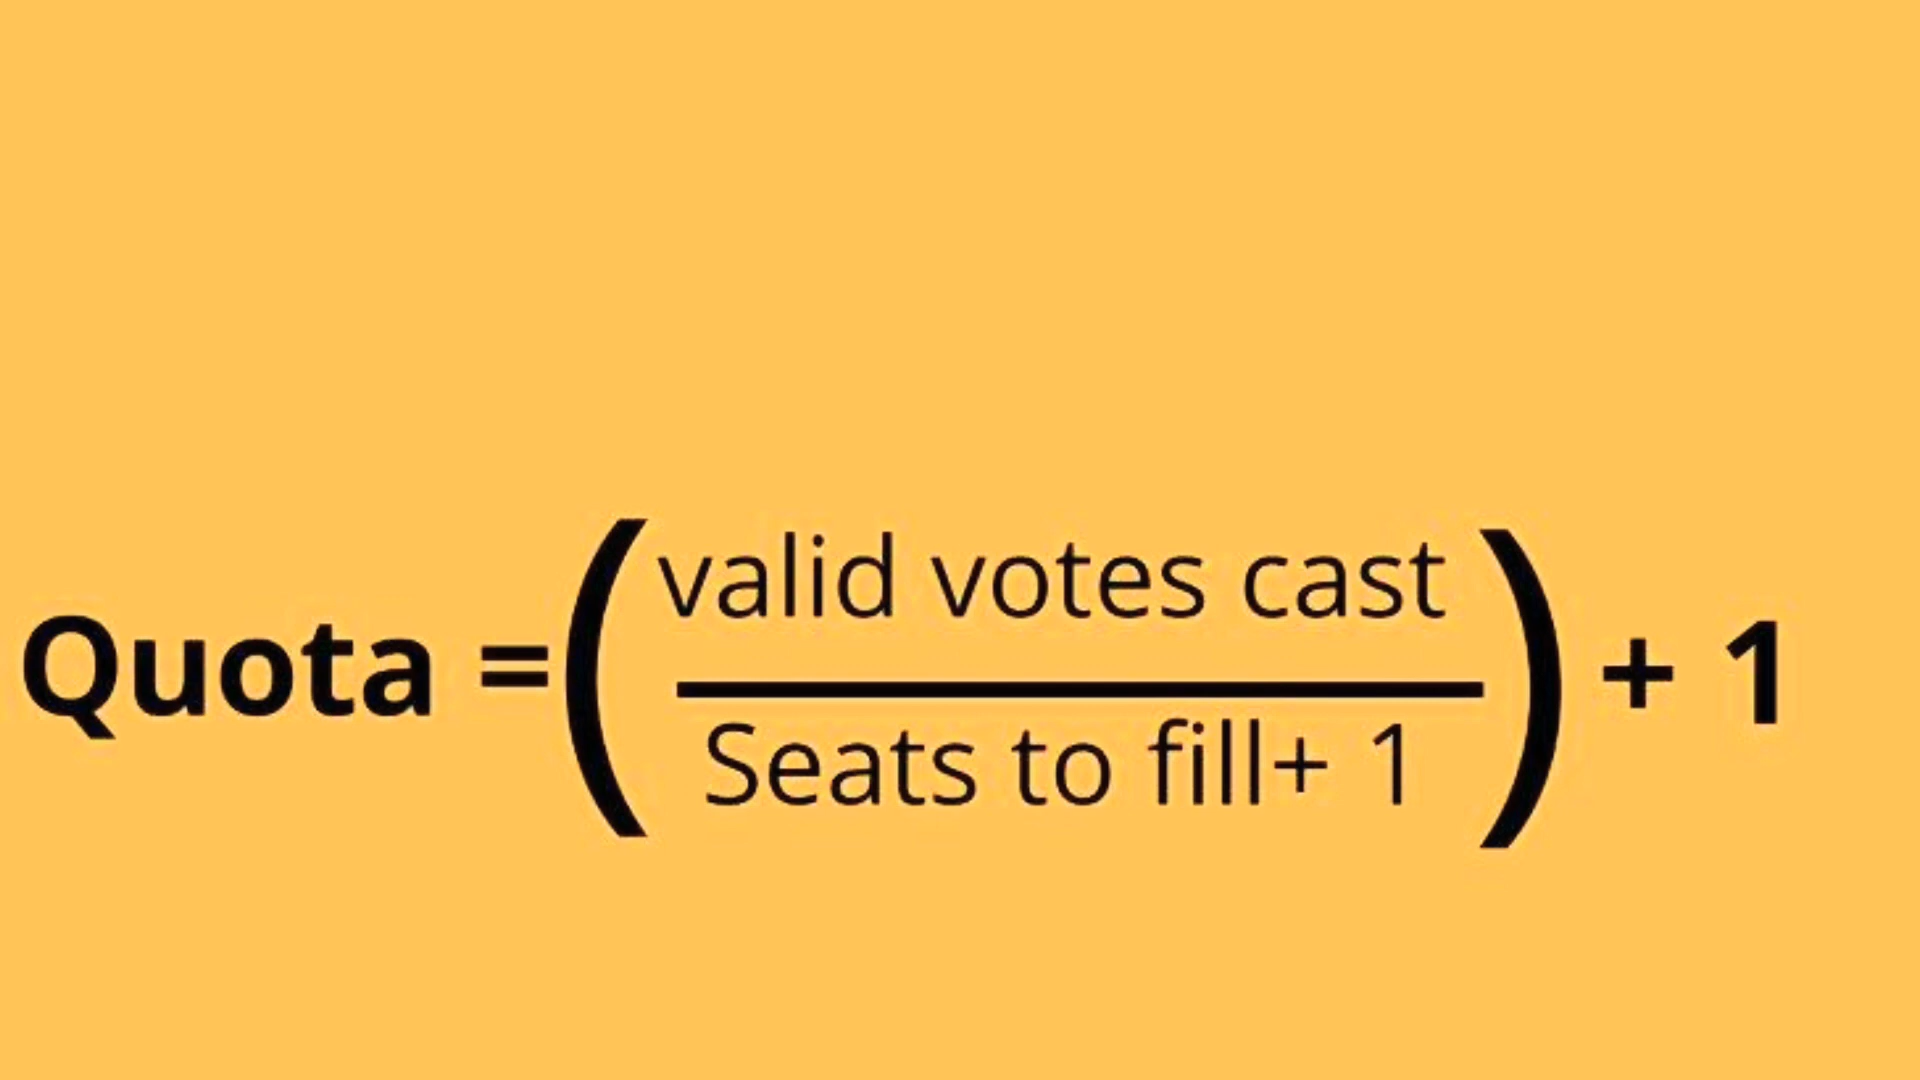 valid votes cast
Quota = ( ) + 1
Seats to fill+ 1